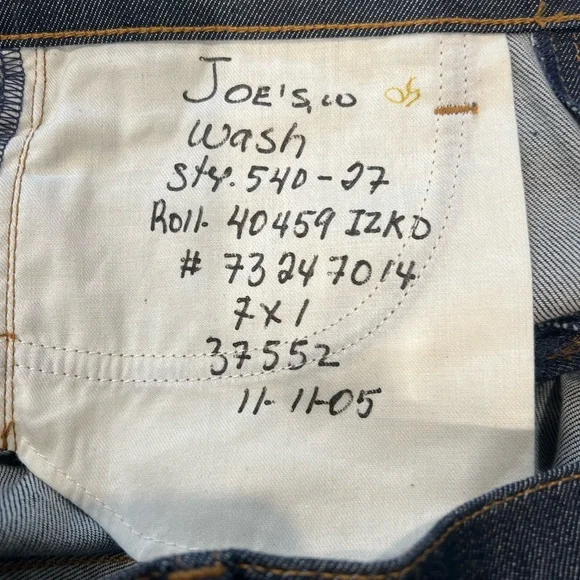 JOE'S, CO
Wash
Sty. 540-27
Roll. 40459 IZKD
# 73247014
7x1
37552
11-11-05